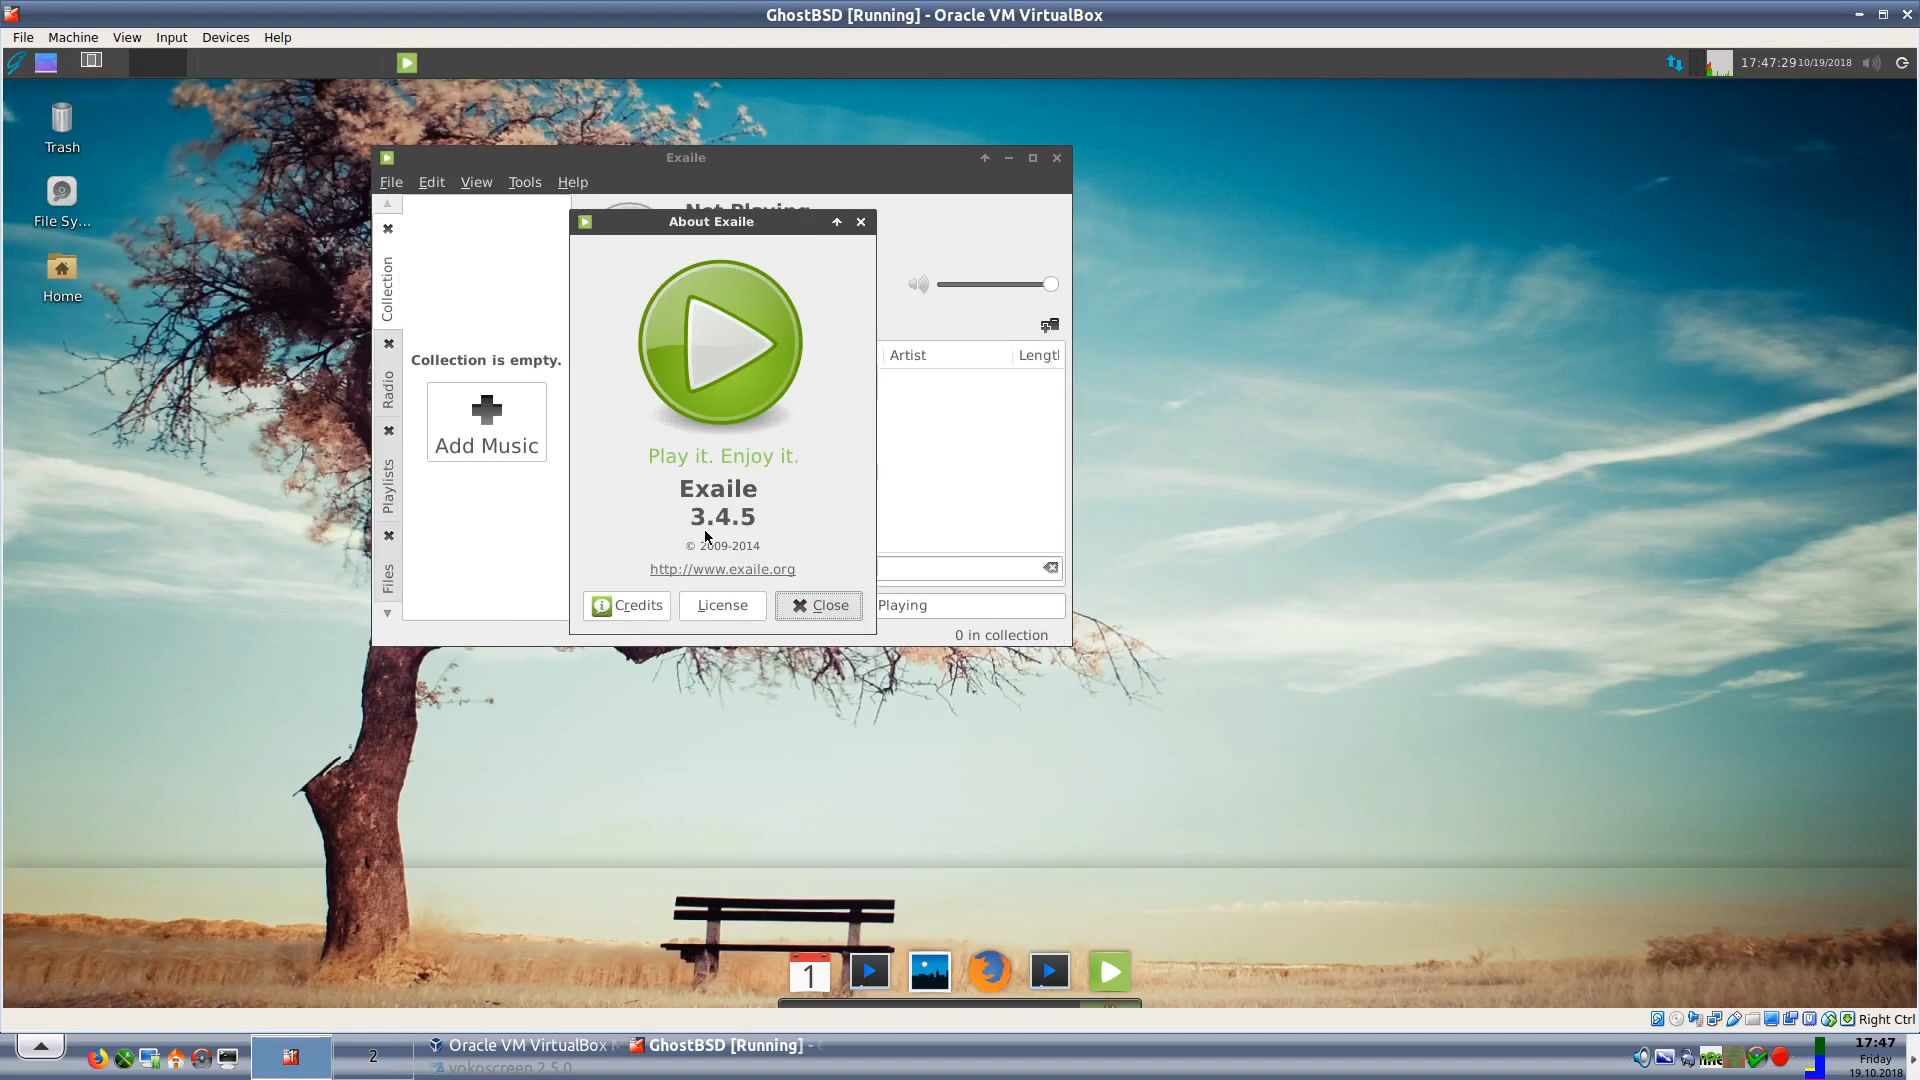 GhostBSD [Running] - Oracle VM VirtualBox
File Machine View Input Devices Help
17:47:29 10/19/2018
Trash
File Sy...
Home
Exaile
File Edit View Tools Help
About Exaile
Collection
Radio
Playlists
Files
Collection is empty.
Add Music
Artist
Play it. Enjoy it.
Exaile
3.4.5
© 2009-2014
http://www.exaile.org
Credits License Close
Playing
0 in collection
1
Right Ctrl
2
Oracle VM VirtualBox
GhostBSD [Running] -
17:47
Friday
19.10.2018